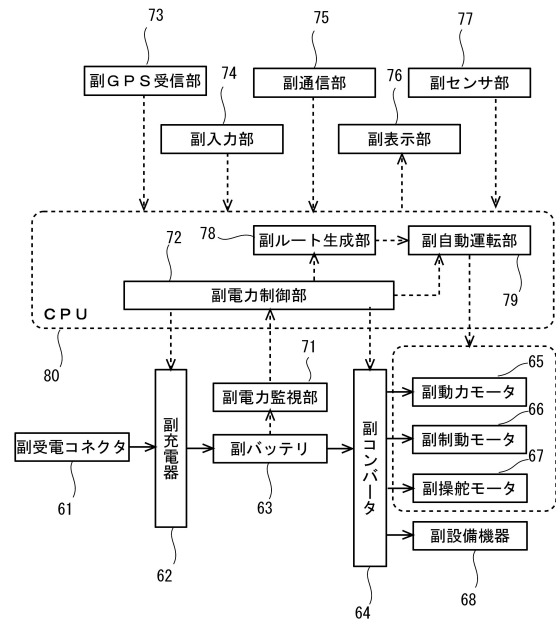 73
75
77
74
76
副GPS受信部
副通信部
副センサ部
副入力部
副表示部
72
78
副ルート生成部
副自動運転部
79
副電力制御部
CPU
80
71
65
副電力監視部
副動力モータ
66
副受電コネクタ
61
副充電器
62
副バッテリ
63
副コンバータ
64
副制動モータ
67
副操舵モータ
副設備機器
68